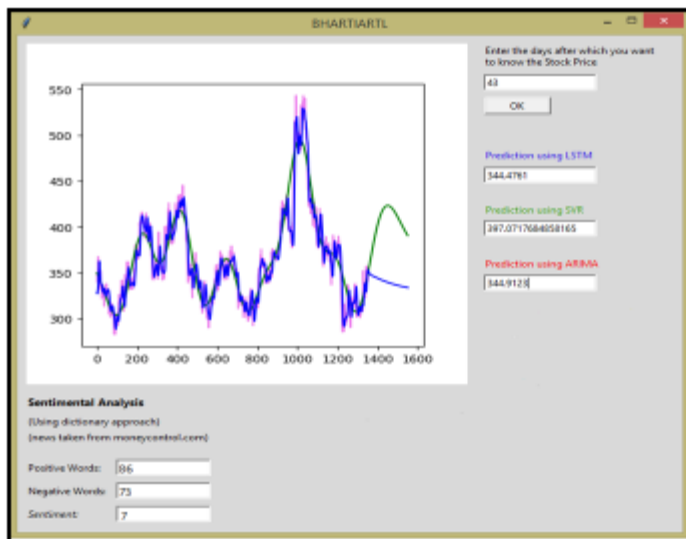 BHARTIARTL
Enter the days after which you want
to know the Stock Price
43
OK
Prediction using LSTM
344.4761
Prediction using SVR
397.0717684858165
Prediction using ARIMA
344.9123
550
500
450
400
350
300
0 200 400 600 800 1000 1200 1400 1600
Sentimental Analysis
(Using dictionary approach)
(news taken from moneycontrol.com)
Positive Words: 86
Negative Words: 73
Sentiment: 7